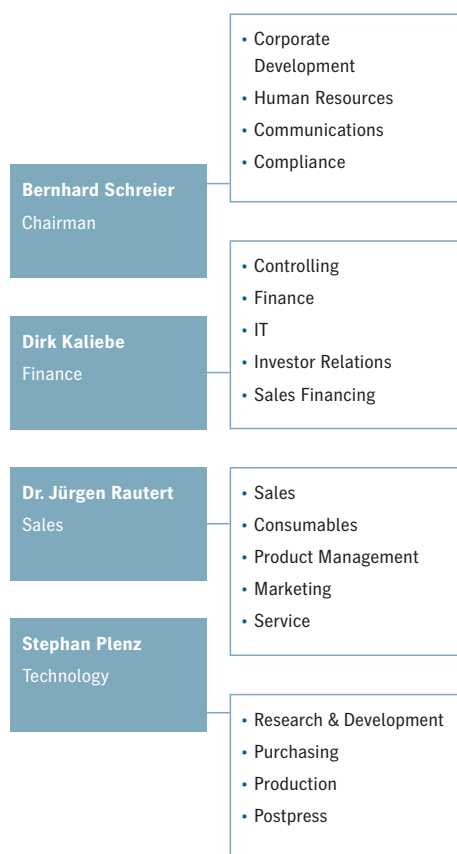 • Corporate
Development
• Human Resources
• Communications
• Compliance
Bernhard Schreier
Chairman
• Controlling
• Finance
• IT
• Investor Relations
• Sales Financing
Dirk Kaliebe
Finance
Dr. Jürgen Rautert
Sales
• Sales
• Consumables
• Product Management
• Marketing
• Service
Stephan Plenz
Technology
• Research & Development
• Purchasing
• Production
• Postpress